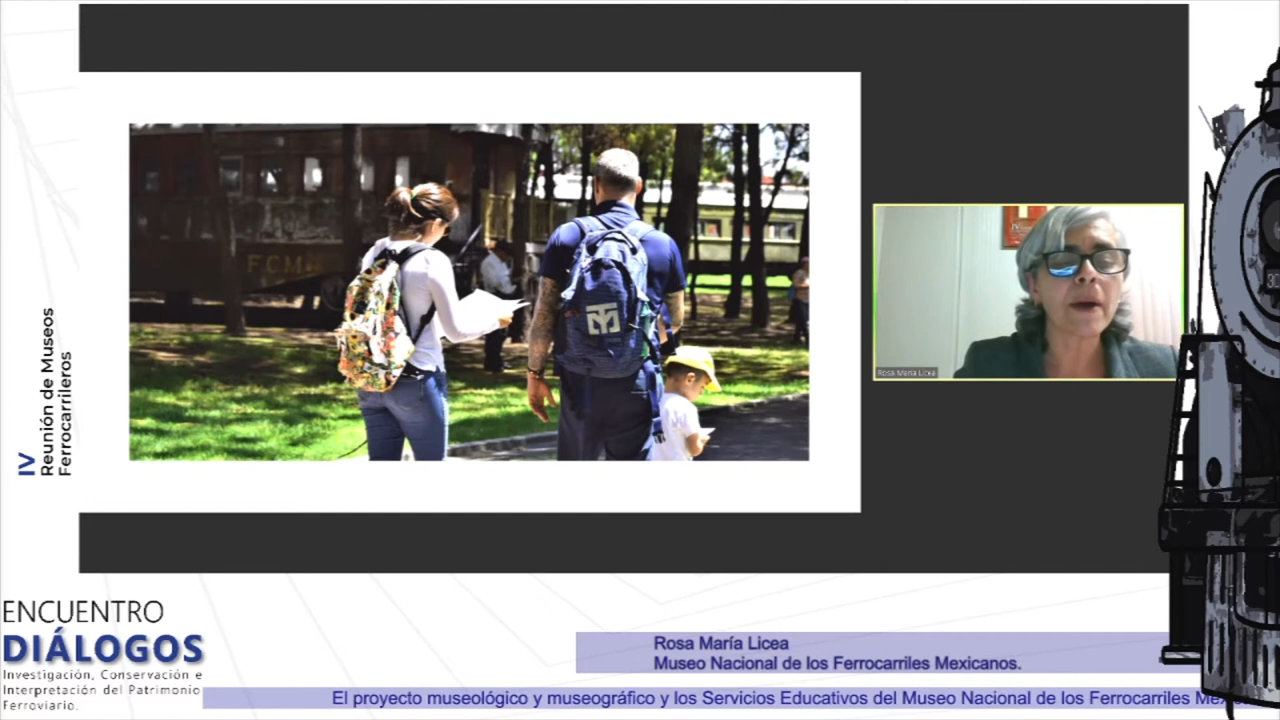 IV
Reunión de Museos
Ferrocarrileros
FCM
Rosa María Licea
ENCUENTRO
DIÁLOGOS
Investigación, Conservación e
Interpretación del Patrimonio
Ferroviario.
Rosa María Licea
Museo Nacional de los Ferrocarriles Mexicanos.
El proyecto museológico y museográfico y los Servicios Educativos del Museo Nacional de los Ferrocarriles